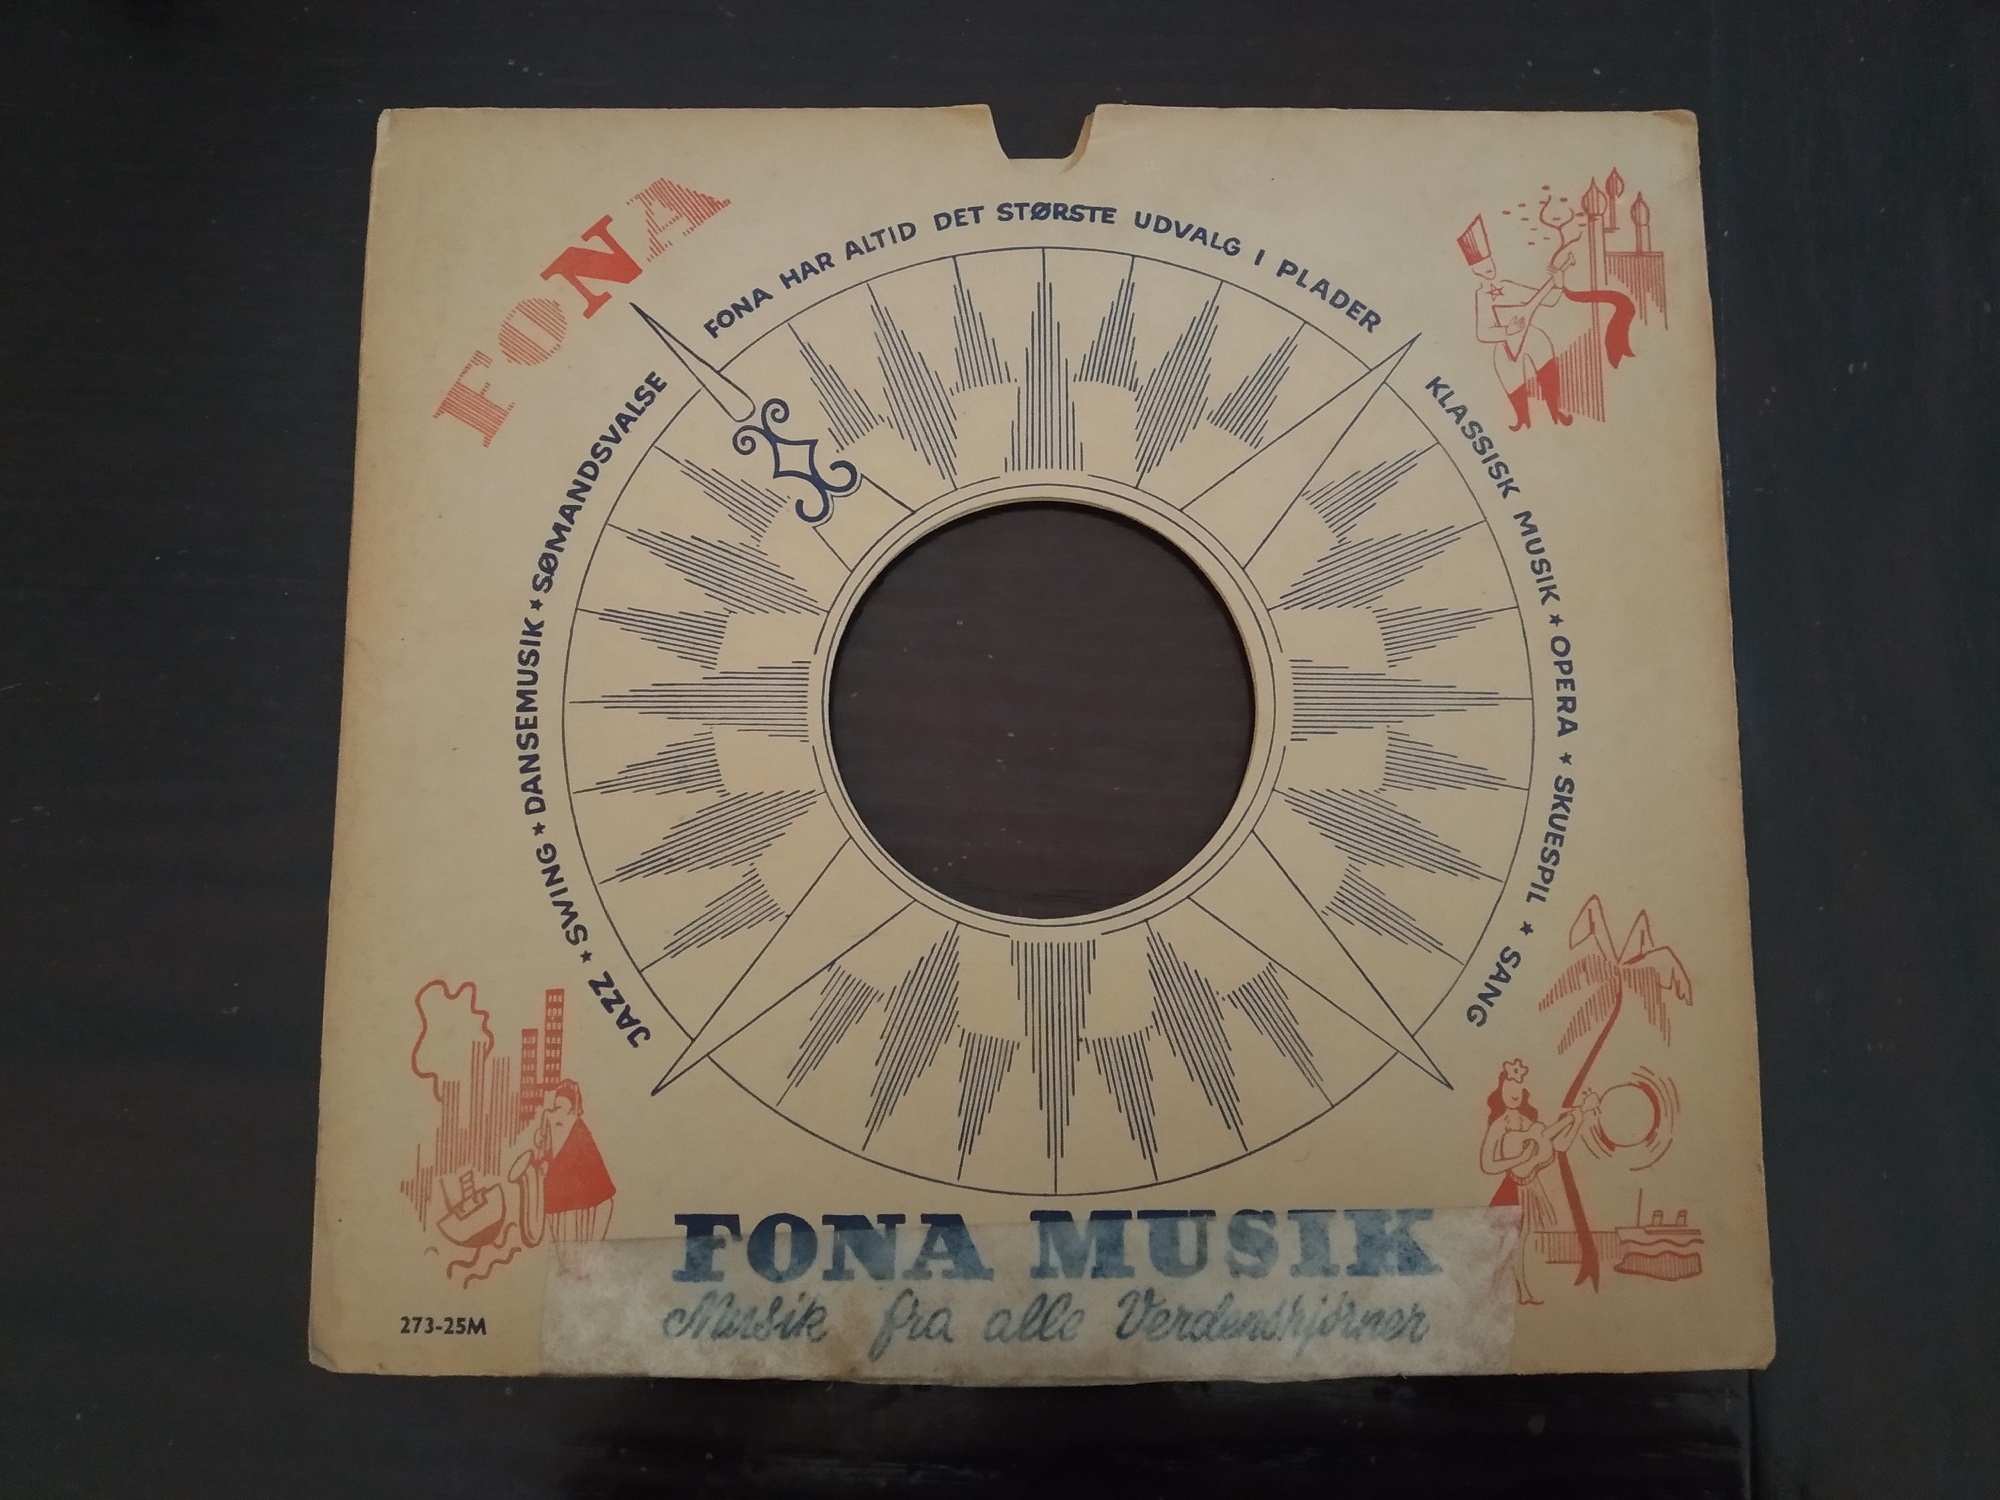 FONA
FONA HAR ALTID DET STØRSTE UDVALG I PLADER
JAZZ ★ SWING ★ DANSEMUSIK ★ SØMANDSVALSE
KLASSISK MUSIK ★ OPERA ★ SKUESPIL ★ SANG
FONA MUSIK
Musik fra alle Verdenshjørner
273-25M